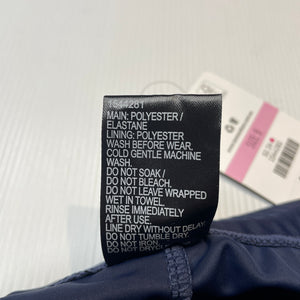 1544281
MAIN: POLYESTER /
ELASTANE
LINING: POLYESTER
WASH BEFORE WEAR.
COLD GENTLE MACHINE
WASH.
DO NOT SOAK /
DO NOT BLEACH.
DO NOT LEAVE WRAPPED
WET IN TOWEL.
RINSE IMMEDIATELY
AFTER USE.
LINE DRY WITHOUT DELAY.
DO NOT TUMBLE DRY.
DO NOT IRON.
SIZE 8